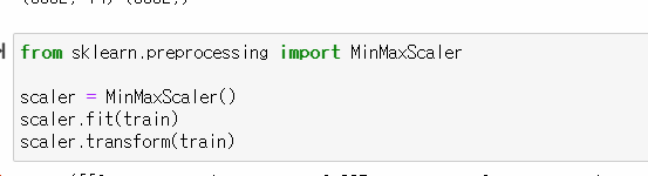 from sklearn.preprocessing import MinMaxScaler
scaler = MinMaxScaler()
scaler.fit(train)
scaler.transform(train)